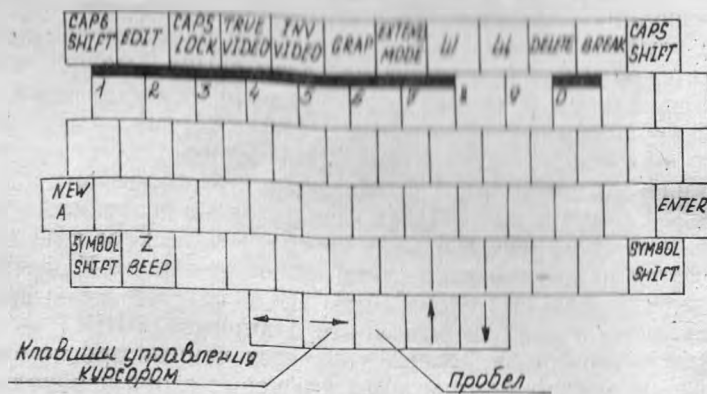 CAPS SHIFT
EDIT
CAPS LOCK
TRUE VIDEO
INV VIDEO
GRAP
EXTEND MODE
DELETE
BREAK
CAPS SHIFT
1 2 3 4 5 6 7 8 9 0
NEW A
ENTER
SYMBOL SHIFT
Z BEEP
SYMBOL SHIFT
Клавиши управления
курсором
Пробел